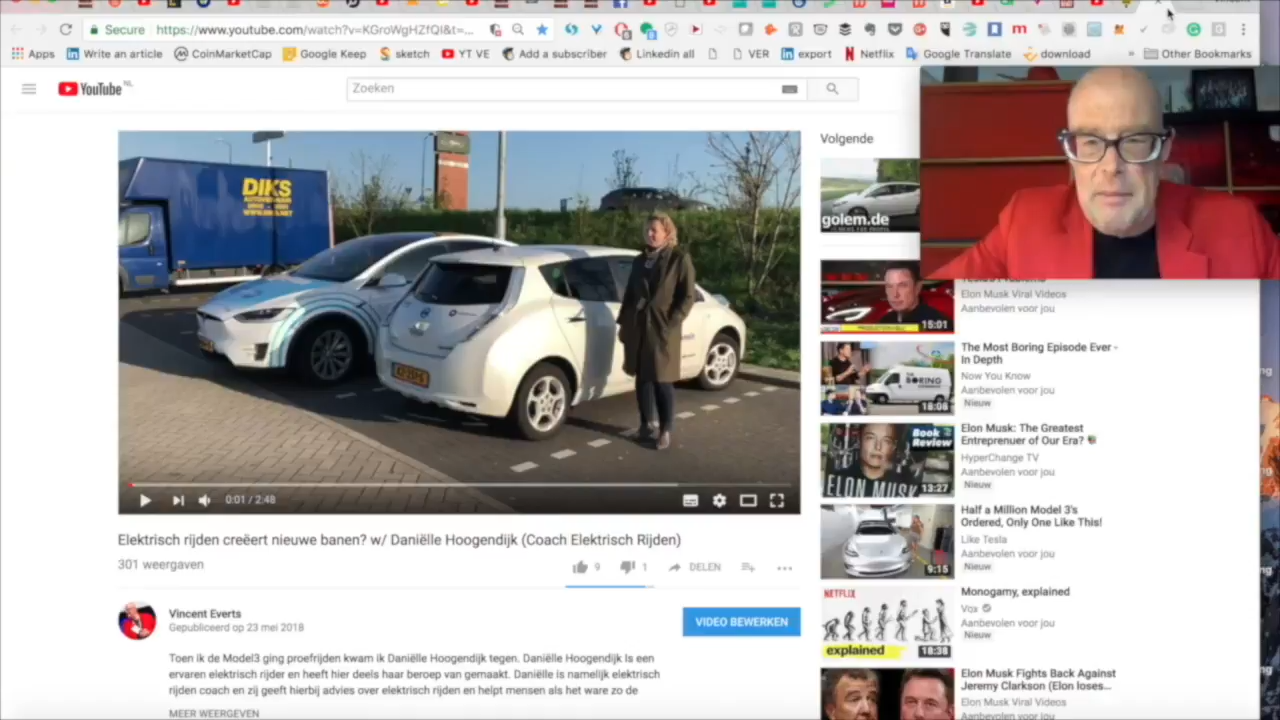 Secure
https://www.youtube.com/watch?v=KGroWgHZfQI&t=...
Apps
Write an article
CoinMarketCap
Google Keep
sketch
YT VE
Add a subscriber
Linkedin all
VER
export
Netflix
Google Translate
download
»
Other Bookmarks
YouTube NL
Zoeken
DIKS
WWW.DIKS.NET
0:01 / 2:48
Elektrisch rijden creëert nieuwe banen? w/ Daniëlle Hoogendijk (Coach Elektrisch Rijden)
301 weergaven
9
1
DELEN
Vincent Everts
Gepubliceerd op 23 mei 2018
VIDEO BEWERKEN
Toen ik de Model3 ging proefrijden kwam ik Daniëlle Hoogendijk tegen. Daniëlle Hoogendijk Is een
ervaren elektrisch rijder en heeft hier deels haar beroep van gemaakt. Daniëlle is namelijk elektrisch
rijden coach en zij geeft hierbij advies over elektrisch rijden en helpt mensen als het ware zo de
MEER WEERGEVEN
Volgende
golem.de
15:01
Elon Musk Viral Videos
Aanbevolen voor jou
THE BORING
18:08
The Most Boring Episode Ever -
In Depth
Now You Know
Aanbevolen voor jou
Nieuw
Book
Review
ELON MUSK
13:27
Elon Musk: The Greatest
Entreprenuer of Our Era?
HyperChange TV
Aanbevolen voor jou
Nieuw
9:15
Half a Million Model 3's
Ordered, Only One Like This!
Like Tesla
Aanbevolen voor jou
Nieuw
NETFLIX
explained
18:38
Monogamy, explained
Vox
Aanbevolen voor jou
Nieuw
Elon Musk Fights Back Against
Jeremy Clarkson (Elon loses...
Elon Musk Viral Videos
Aanbevolen voor jou